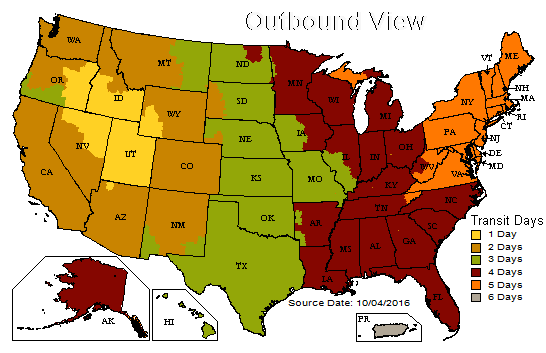 Outbound View
WA
MT
ND
MN
VT
ME
OR
ID
WI
NY
NH
MA
WY
SD
MI
RI
CT
IA
PA
NJ
NE
OH
NV
UT
IL
IN
DE
MD
WV
VA
CA
CO
KS
MO
KY
NC
TN
AZ
NM
OK
AR
SC
MS
AL
GA
TX
LA
FL
AK
HI
PR
Transit Days
1 Day
2 Days
3 Days
4 Days
5 Days
6 Days
Source Date: 10/04/2016